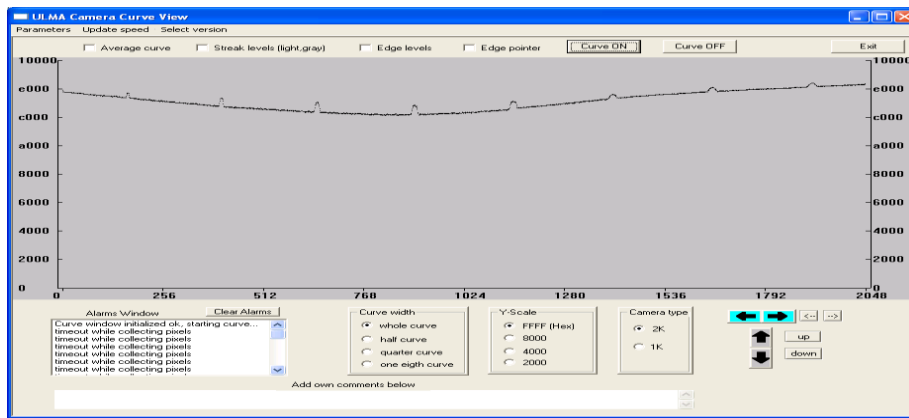 ULMA Camera Curve View
Parameters Update speed Select version
Average curve Streak levels (light,gray) Edge levels Edge pointer Curve ON Curve OFF Exit
10000 10000
e000 e000
c000 c000
a000 a000
8000 8000
6000 6000
4000 4000
2000 2000
0 0
0 256 512 768 1024 1280 1536 1792 2048
Alarms Window Clear Alarms
Curve window initialized ok, starting curve...
timeout while collecting pixels
timeout while collecting pixels
timeout while collecting pixels
timeout while collecting pixels
timeout while collecting pixels
timeout while collecting pixels
Curve width
whole curve
half curve
quarter curve
one eigth curve
Y-Scale
FFFF (Hex)
8000
4000
2000
Camera type
2K
1K
<-- -->
up
down
Add own comments below